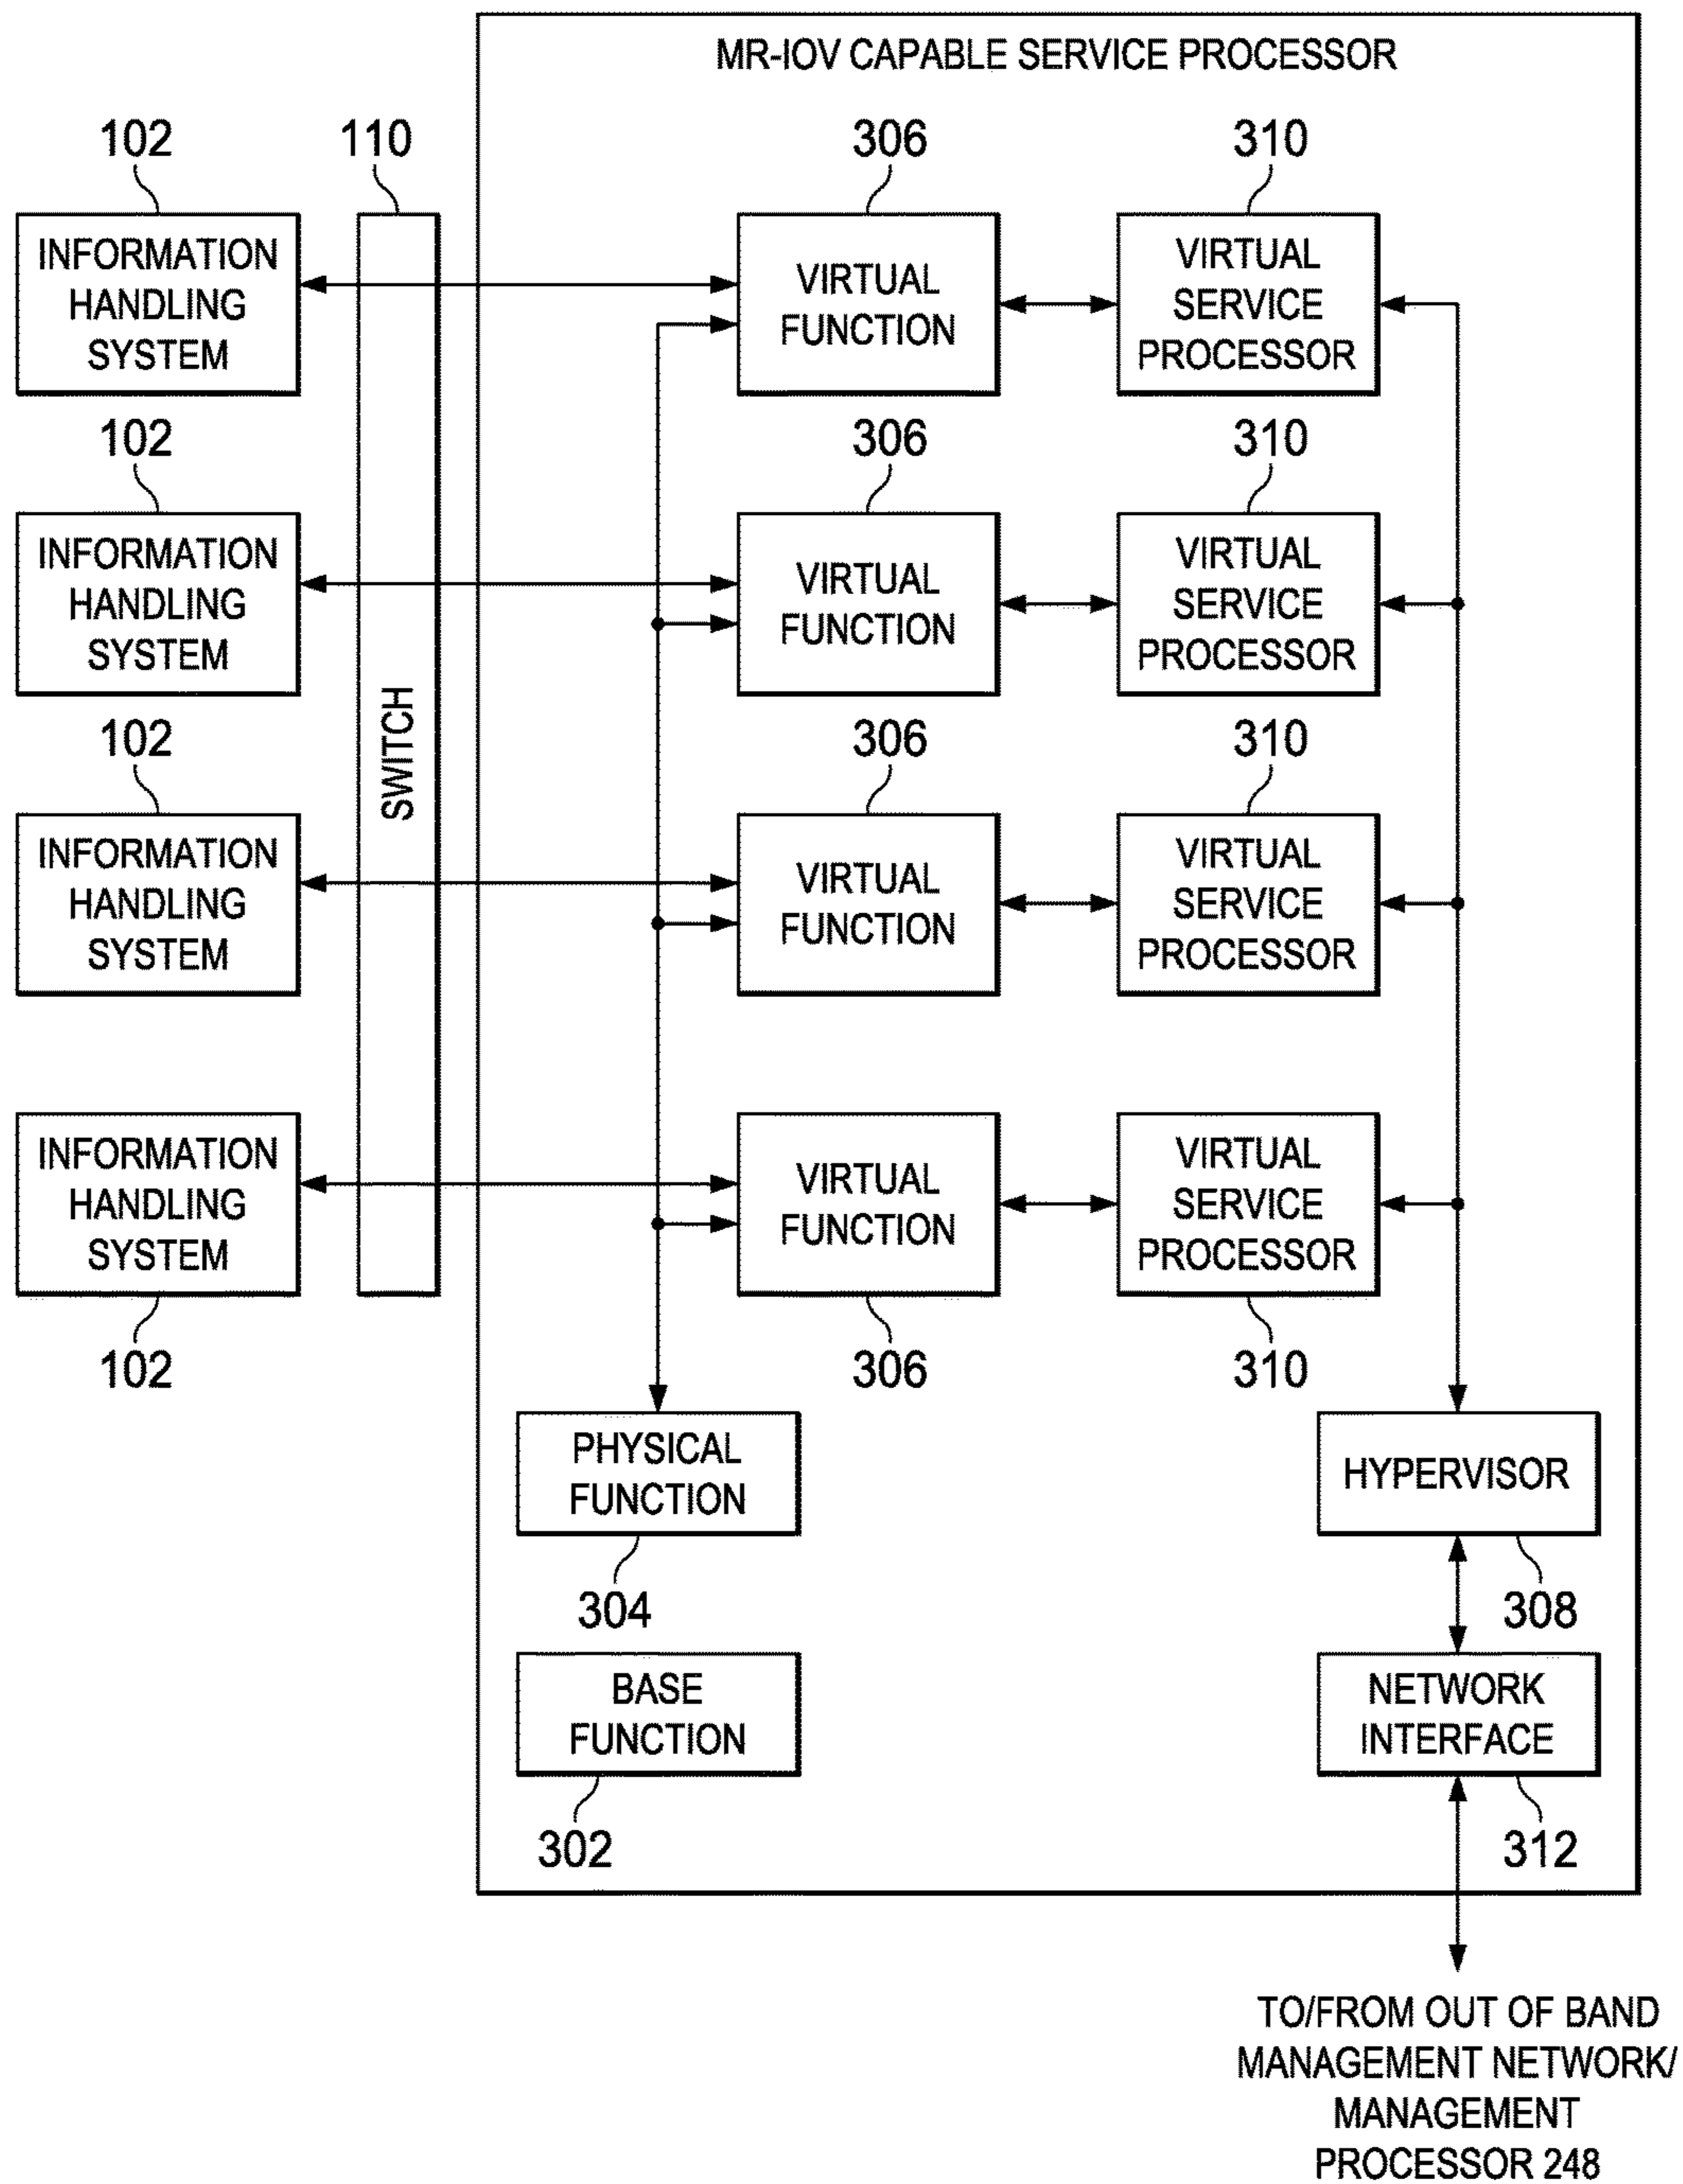 MR-IOV CAPABLE SERVICE PROCESSOR
102
110
306
310
INFORMATION
HANDLING
SYSTEM
VIRTUAL
FUNCTION
VIRTUAL
SERVICE
PROCESSOR
102
306
310
INFORMATION
HANDLING
SYSTEM
VIRTUAL
FUNCTION
VIRTUAL
SERVICE
PROCESSOR
SWITCH
102
306
310
INFORMATION
HANDLING
SYSTEM
VIRTUAL
FUNCTION
VIRTUAL
SERVICE
PROCESSOR
INFORMATION
HANDLING
SYSTEM
VIRTUAL
FUNCTION
VIRTUAL
SERVICE
PROCESSOR
102
306
310
PHYSICAL
FUNCTION
HYPERVISOR
304
308
BASE
FUNCTION
NETWORK
INTERFACE
302
312
TO/FROM OUT OF BAND
MANAGEMENT NETWORK/
MANAGEMENT
PROCESSOR 248